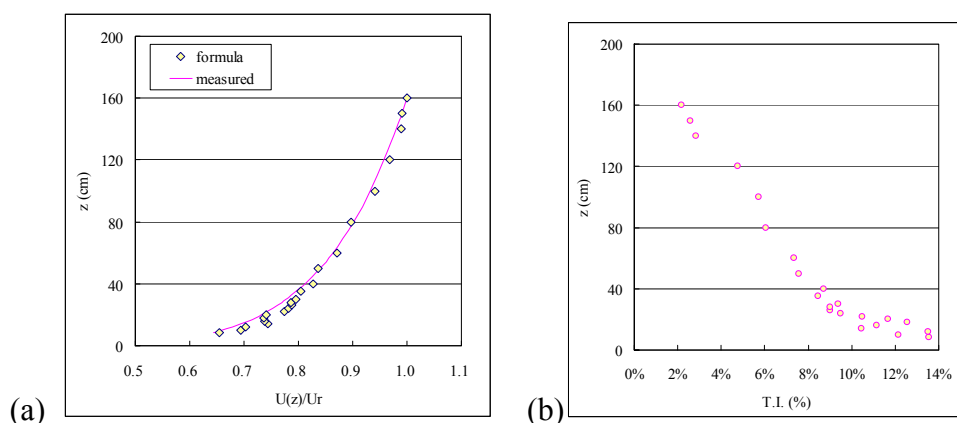 200
160
120
80
40
0
z (cm)
formula
measured
0.5 0.6 0.7 0.8 0.9 1.0 1.1
U(z)/Ur
(a)
200
160
120
80
40
0
z (cm)
0% 2% 4% 6% 8% 10% 12% 14%
T.I. (%)
(b)